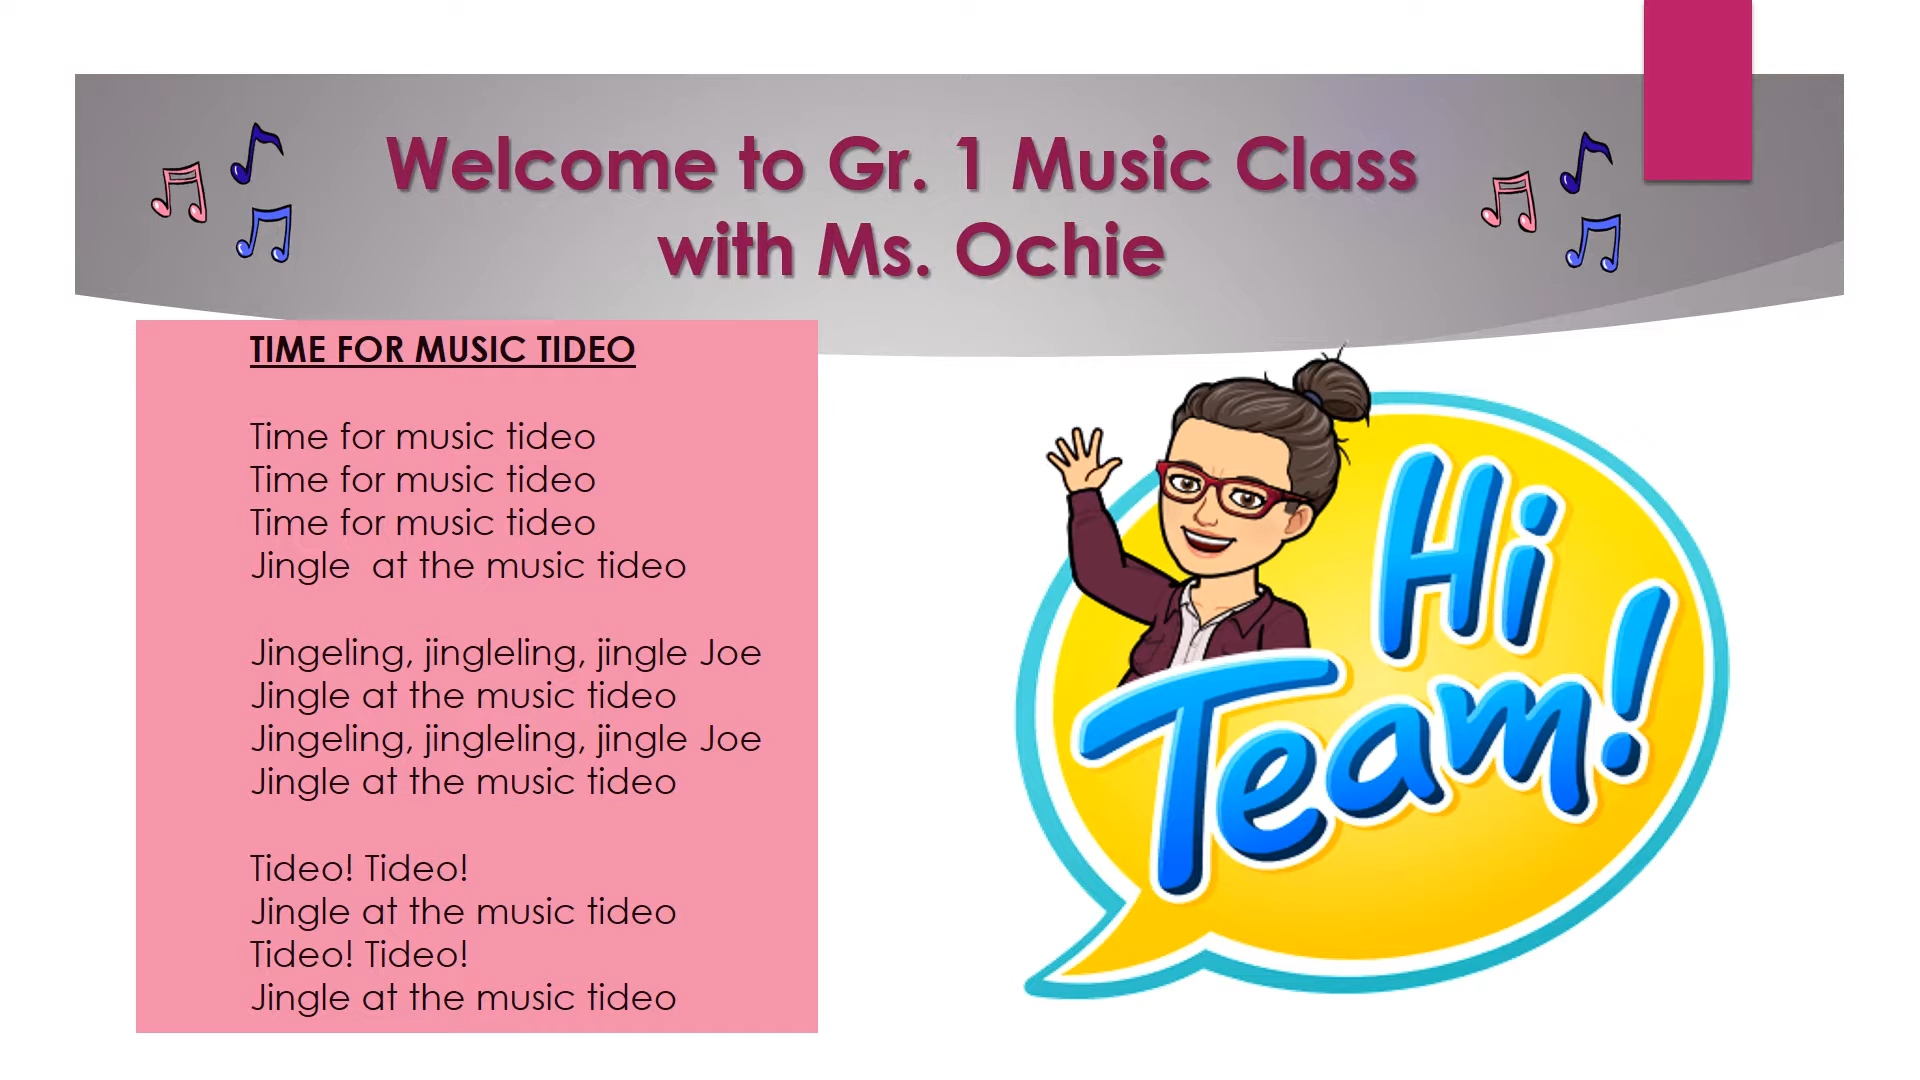 Welcome to Gr. 1 Music Class
with Ms. Ochie
TIME FOR MUSIC TIDEO
Time for music tideo
Time for music tideo
Time for music tideo
Jingle  at the music tideo
Jingeling, jingleling, jingle Joe
Jingle at the music tideo
Jingeling, jingleling, jingle Joe
Jingle at the music tideo
Tideo! Tideo!
Jingle at the music tideo
Tideo! Tideo!
Jingle at the music tideo
Hi
Team!